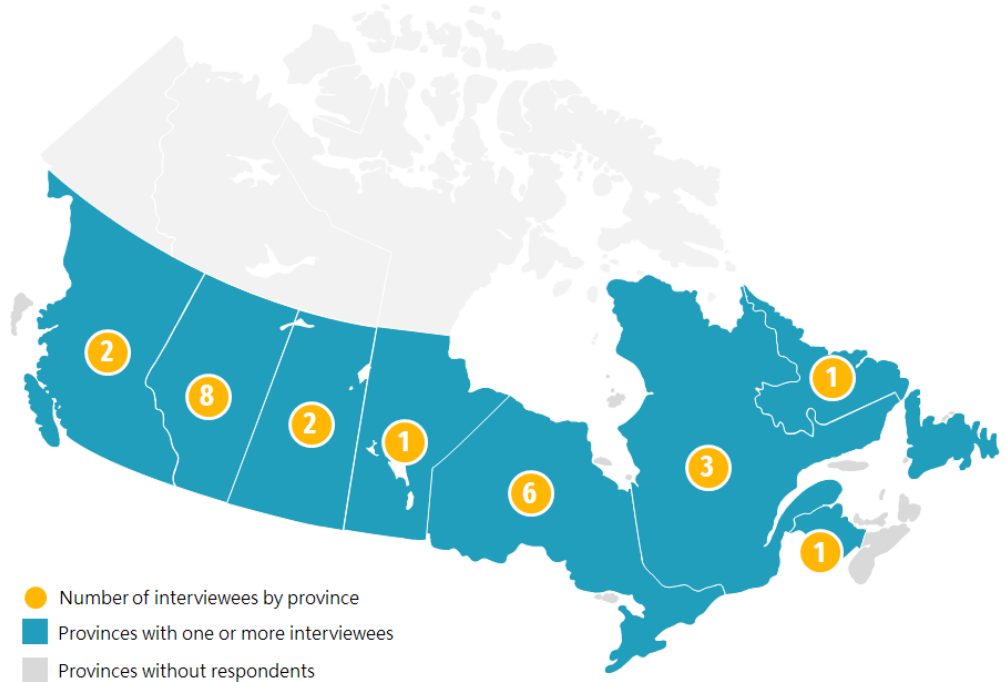 2
8
2
1
6
3
1
1
Number of interviewees by province
Provinces with one or more interviewees
Provinces without respondents